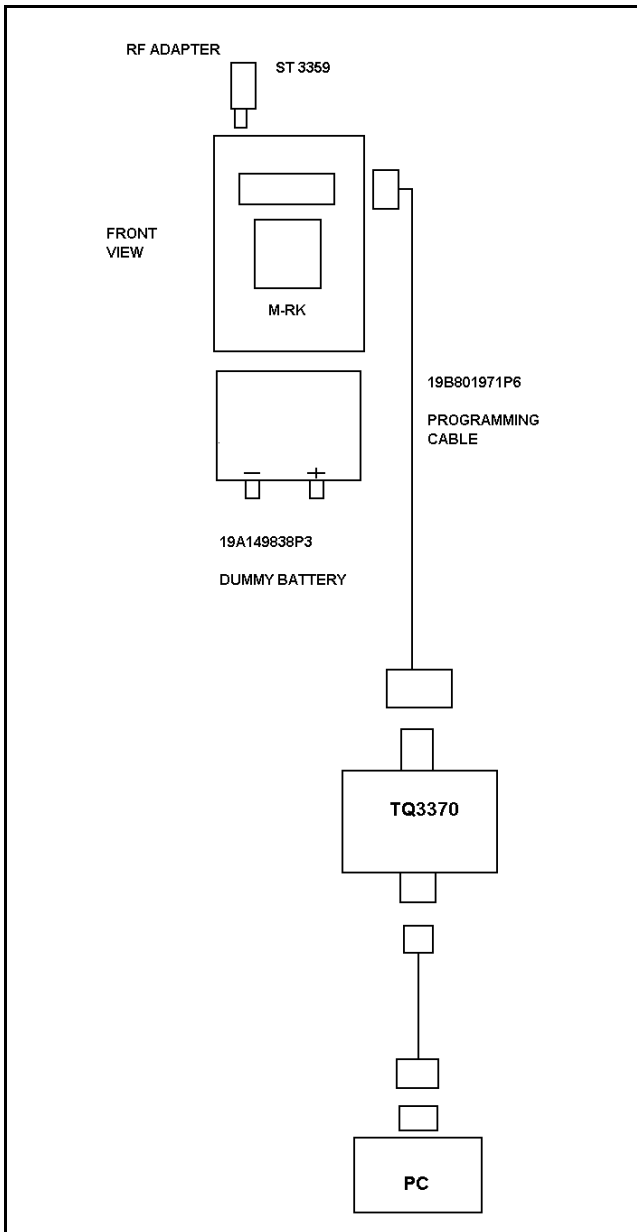 RF ADAPTER
ST 3359
FRONT
VIEW
M-RK
19B801971P6
PROGRAMMING
CABLE
− +
19A149838P3
DUMMY BATTERY
TQ3370
PC